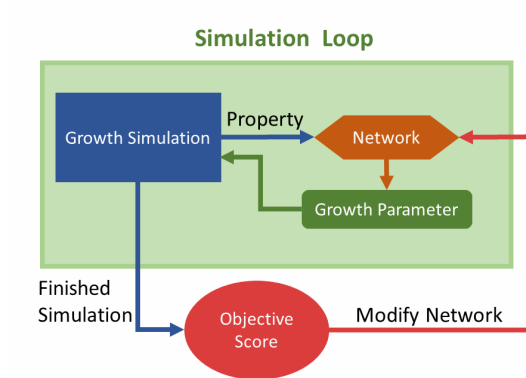 Simulation Loop
Growth Simulation
Property
Network
Growth Parameter
Finished
Simulation
Objective
Score
Modify Network